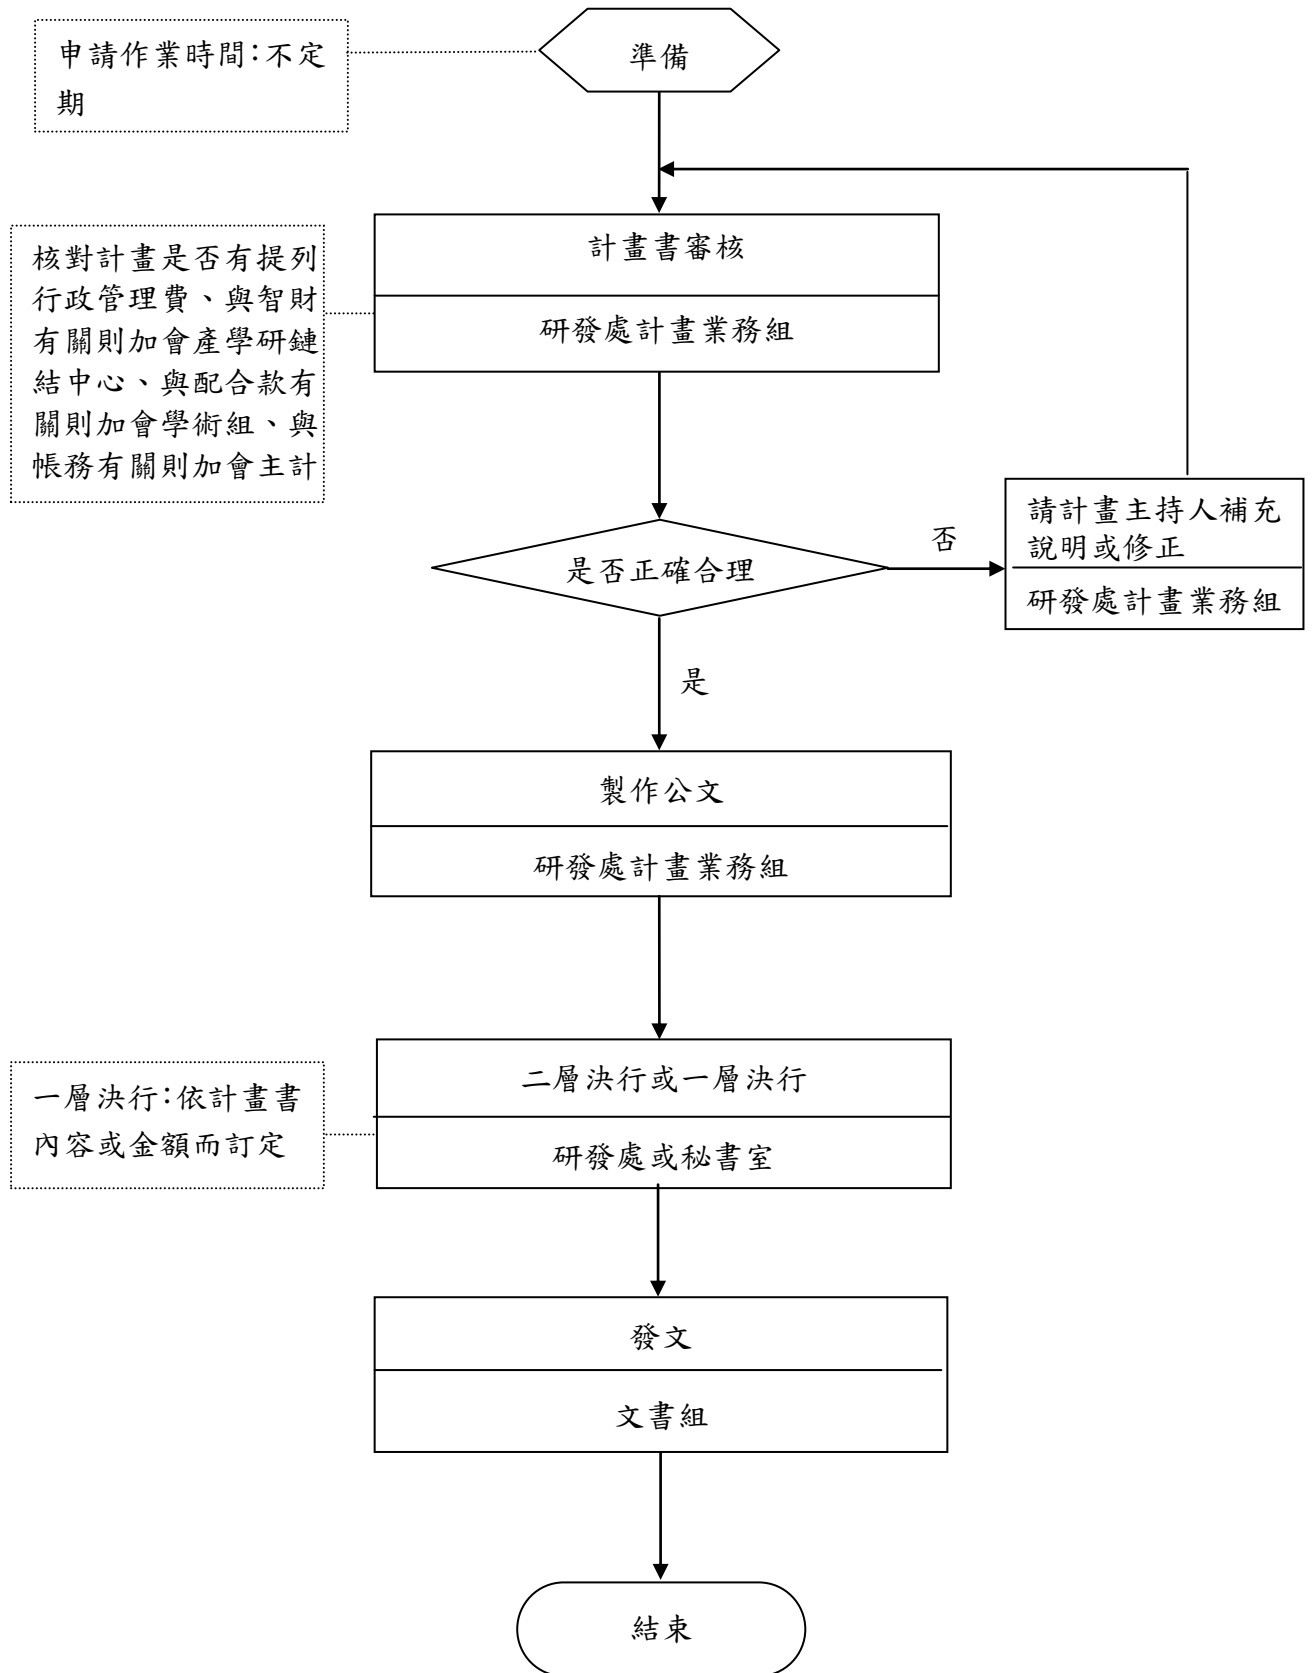 申請作業時間:不定
期
準備
核對計畫是否有提列
行政管理費、與智財
有關則加會產學研鏈
結中心、與配合款有
關則加會學術組、與
帳務有關則加會主計
計畫書審核
研發處計畫業務組
是否正確合理
否
請計畫主持人補充
說明或修正
研發處計畫業務組
是
製作公文
研發處計畫業務組
一層決行:依計畫書
內容或金額而訂定
二層決行或一層決行
研發處或秘書室
發文
文書組
結束